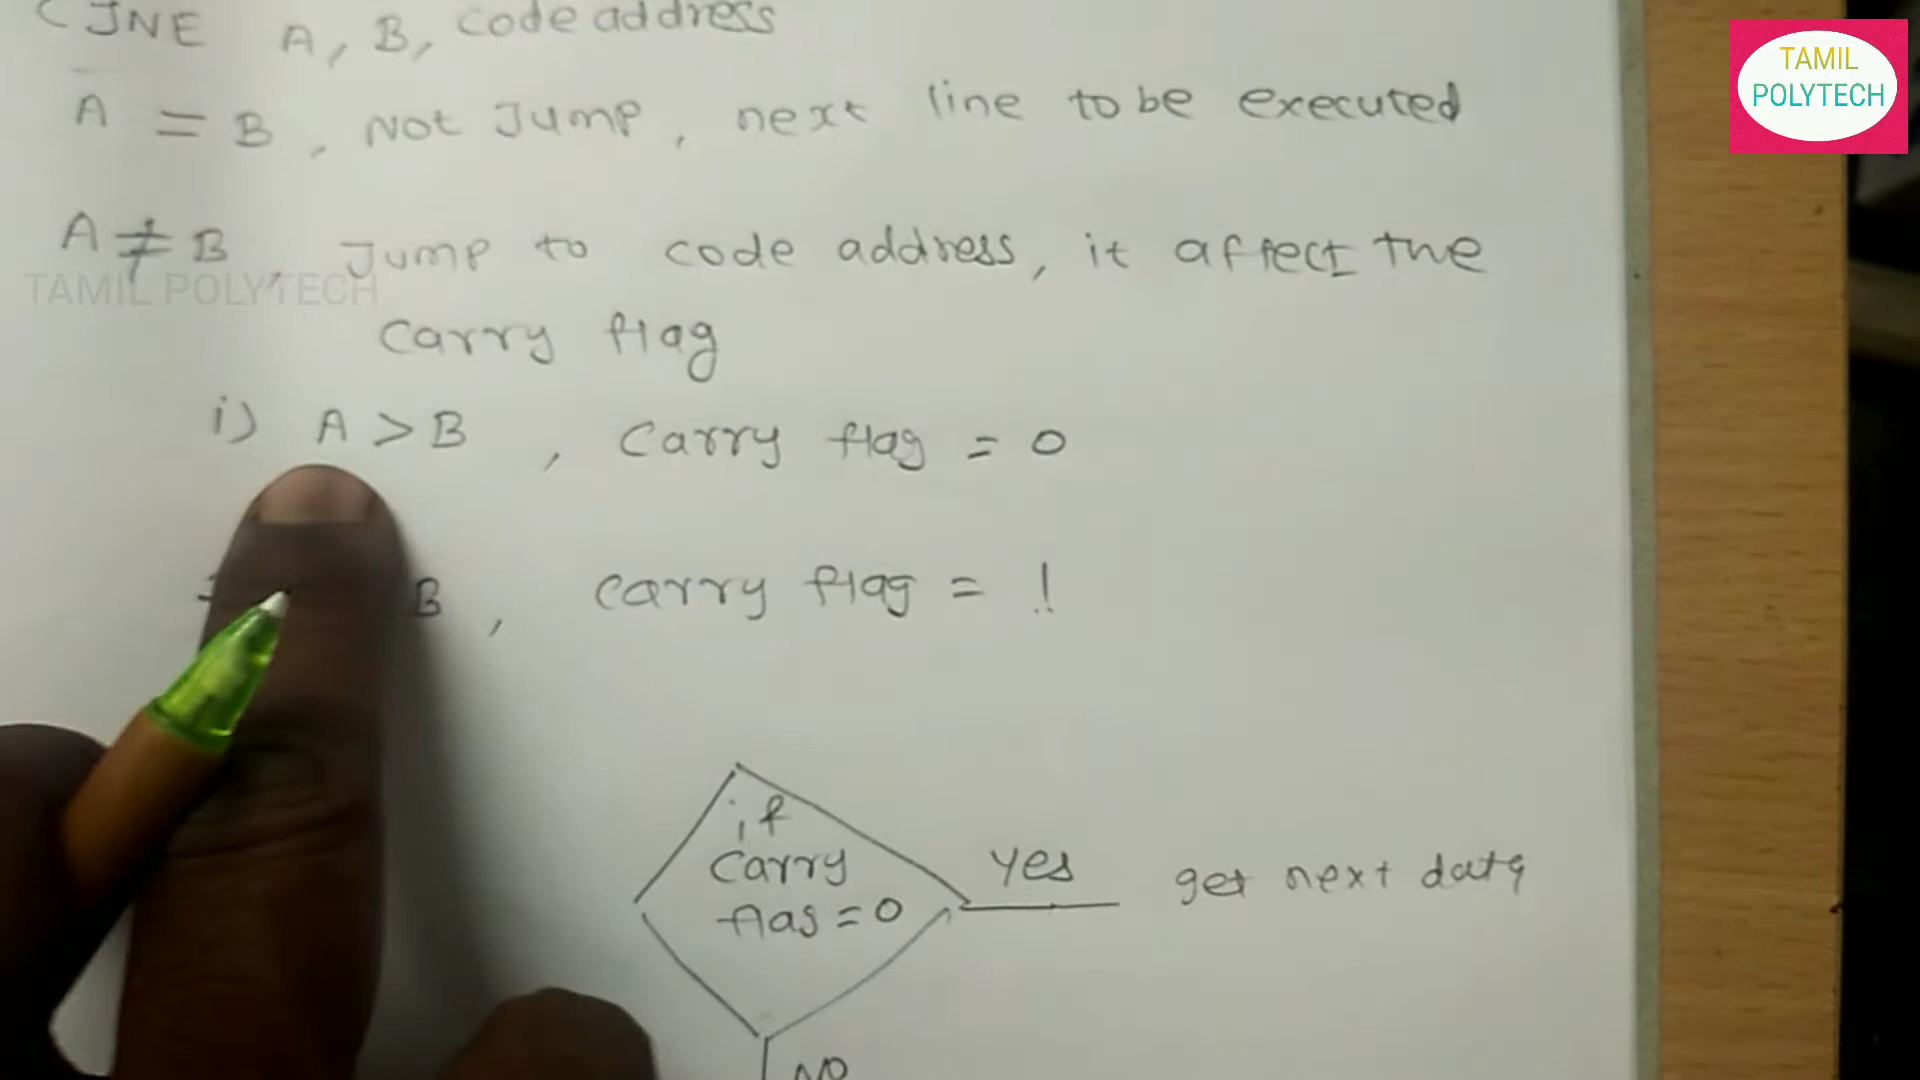 CJNE A, B, code address
A = B, Not Jump, next line to be executed
A ≠ B, Jump to code address, it affect the
carry flag
i) A > B , carry flag = 0
B , carry flag = 1
if
carry
flag = 0
yes
get next data
NO
TAMIL POLYTECH
TAMIL
POLYTECH